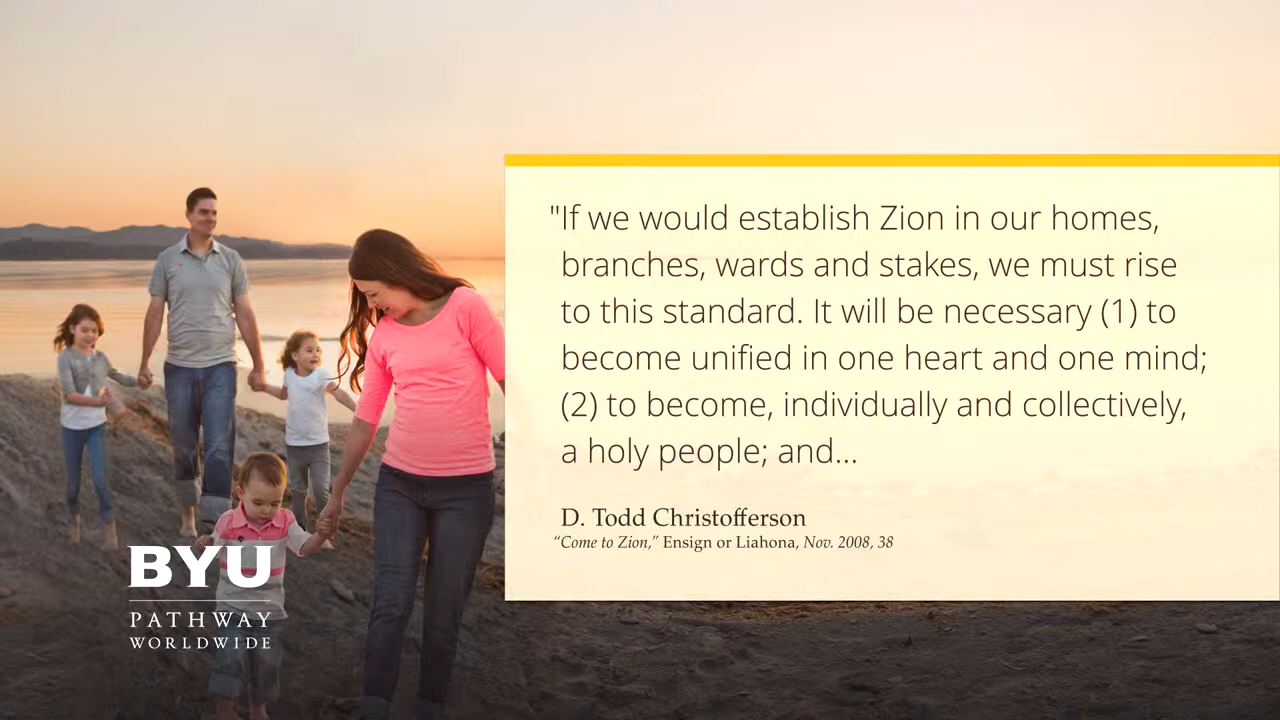 "If we would establish Zion in our homes,
branches, wards and stakes, we must rise
to this standard. It will be necessary (1) to
become unified in one heart and one mind;
(2) to become, individually and collectively,
a holy people; and...
D. Todd Christofferson
“Come to Zion,” Ensign or Liahona, Nov. 2008, 38
BYU
PATHWAY
WORLDWIDE